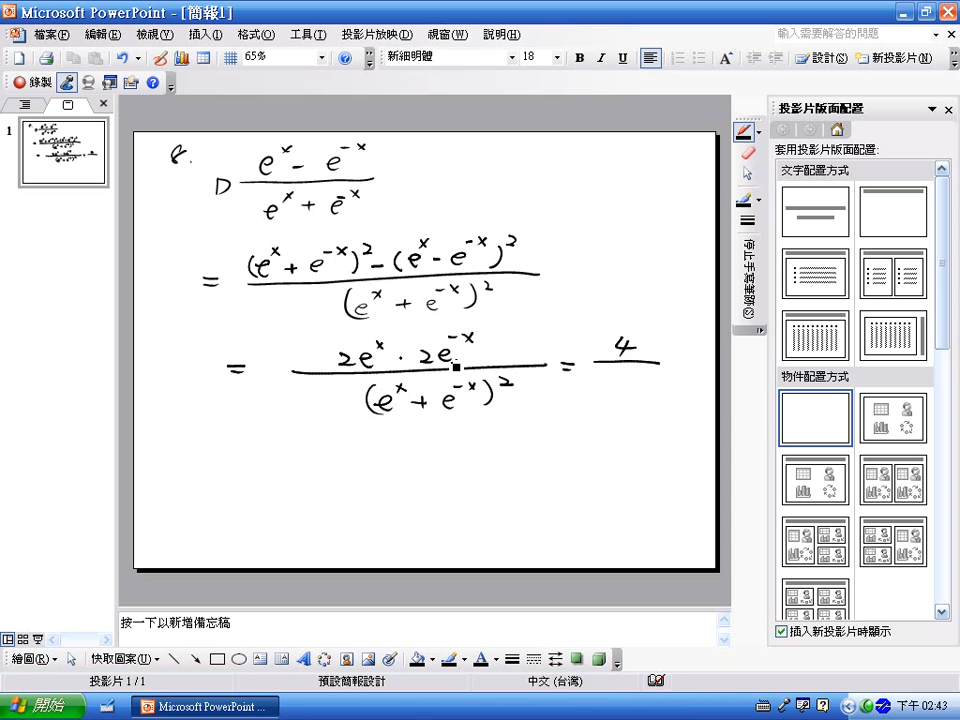 Microsoft PowerPoint - [簡報1]
檔案(F) 編輯(E) 檢視(V) 插入(I) 格式(O) 工具(T) 投影片放映(D) 視窗(W) 說明(H) 輸入需要解答的問題
65% 新細明體 18 B I U A 設計(S) 新投影片(N)
錄製
投影片版面配置
套用投影片版面配置:
文字配置方式
停止手寫筆跡(S)
物件配置方式
插入新投影片時顯示
1
8.
D (e^x - e^-x) / (e^x + e^-x)
= ((e^x + e^-x)^2 - (e^x - e^-x)^2) / (e^x + e^-x)^2
= (2e^x · 2e^-x) / (e^x + e^-x)^2 = 4
按一下以新增備忘稿
繪圖(R) 快取圖案(U)
投影片 1 / 1 預設簡報設計 中文 (台灣)
開始 Microsoft PowerPoint ... 下午 02:43